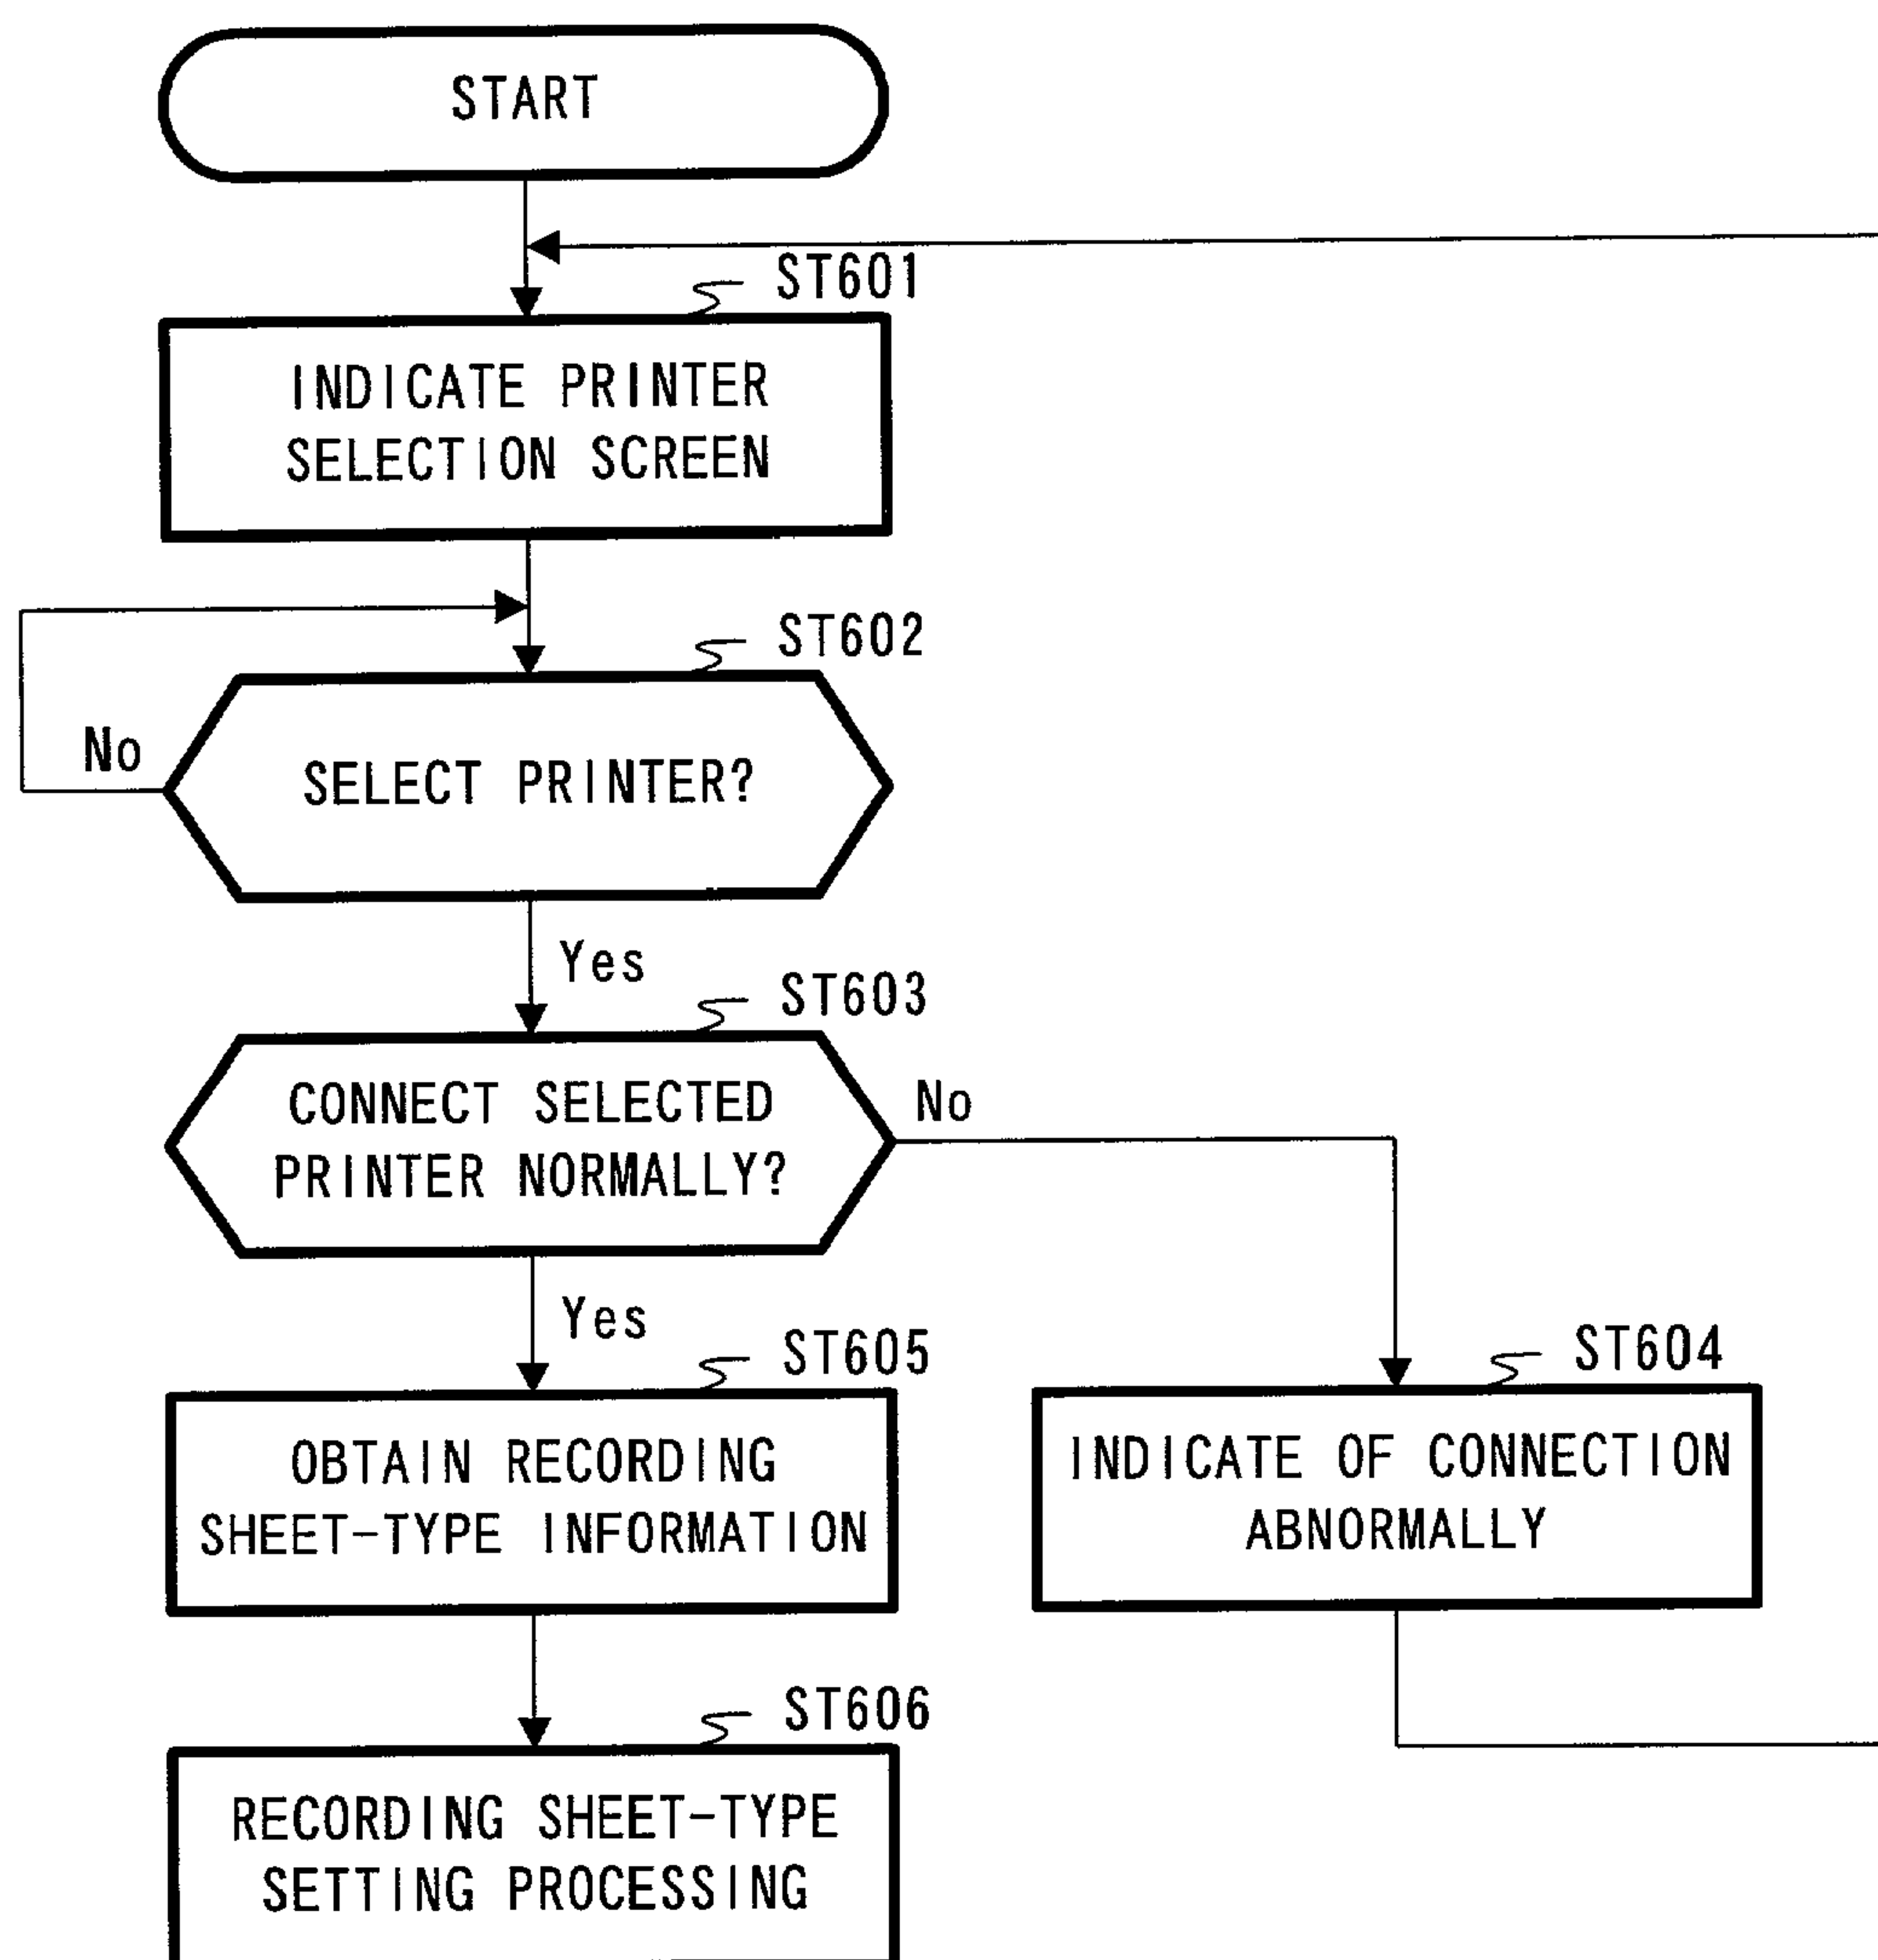 START
ST601
INDICATE PRINTER
SELECTION SCREEN
ST602
No
SELECT PRINTER?
Yes
ST603
CONNECT SELECTED
PRINTER NORMALLY?
No
Yes
ST605
OBTAIN RECORDING
SHEET-TYPE INFORMATION
ST604
INDICATE OF CONNECTION
ABNORMALLY
ST606
RECORDING SHEET-TYPE
SETTING PROCESSING